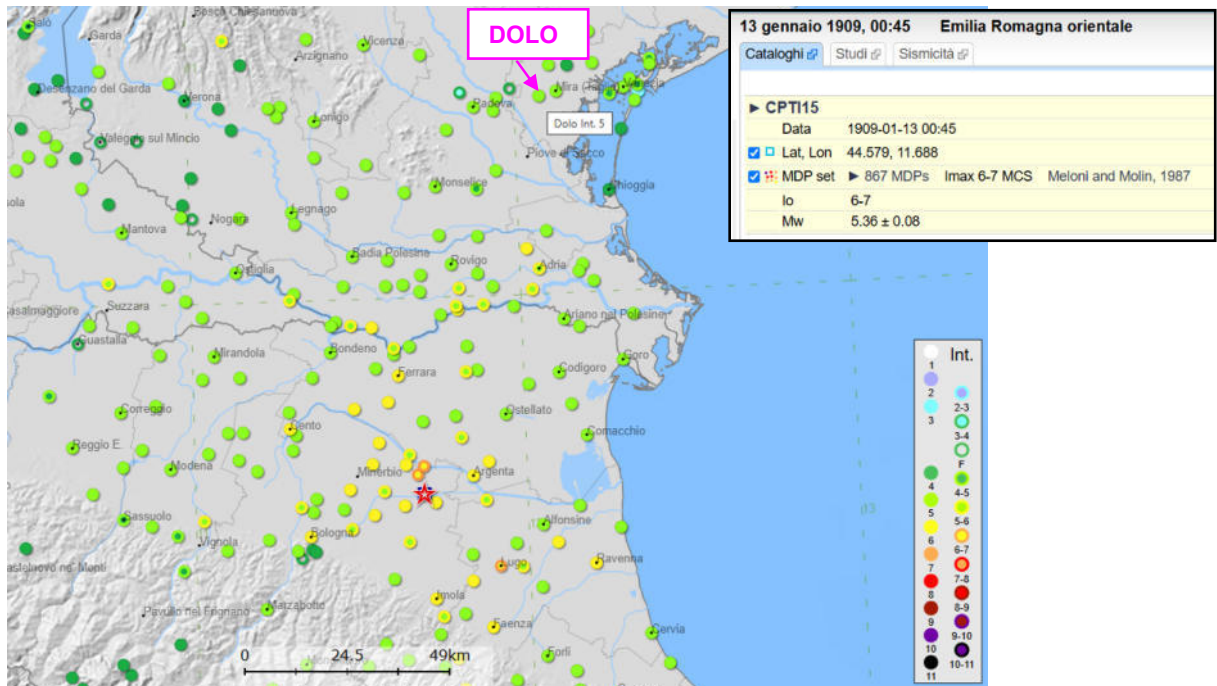 DOLO
Dolo Int. 5
13 gennaio 1909, 00:45 Emilia Romagna orientale
Cataloghi Studi Sismicità
► CPTI15
Data 1909-01-13 00:45
Lat, Lon 44.579, 11.688
MDP set ► 867 MDPs Imax 6-7 MCS Meloni and Molin, 1987
Io 6-7
Mw 5.36 ± 0.08
Bosco Chiesanuova
Salò
Garda
Arzignano
Vicenza
Desenzano del Garda
Verona
Lonigo
Padova
Mira
Venezia
Valeggio sul Mincio
Piove di Sacco
Monselice
Chioggia
Legnago
Nogara
Mantova
Badia Polesine
Rovigo
Adria
Ostiglia
Casalmaggiore
Suzzara
Ariano nel Polesine
Guastalla
Mirandola
Bondeno
Ferrara
Codigoro
Goro
Correggio
Cento
Ostellato
Comacchio
Reggio E.
Modena
Minerbio
Argenta
Sassuolo
Vignola
Bologna
Alfonsine
13
Lugo
Ravenna
Castelnovo ne' Monti
Pavullo nel Frignano
Marzabotto
Imola
Faenza
Cervia
Forlì
0 24.5 49km
Int.
1
2
2-3
3
3-4
F
4
4-5
5
5-6
6
6-7
7
7-8
8
8-9
9
9-10
10
10-11
11